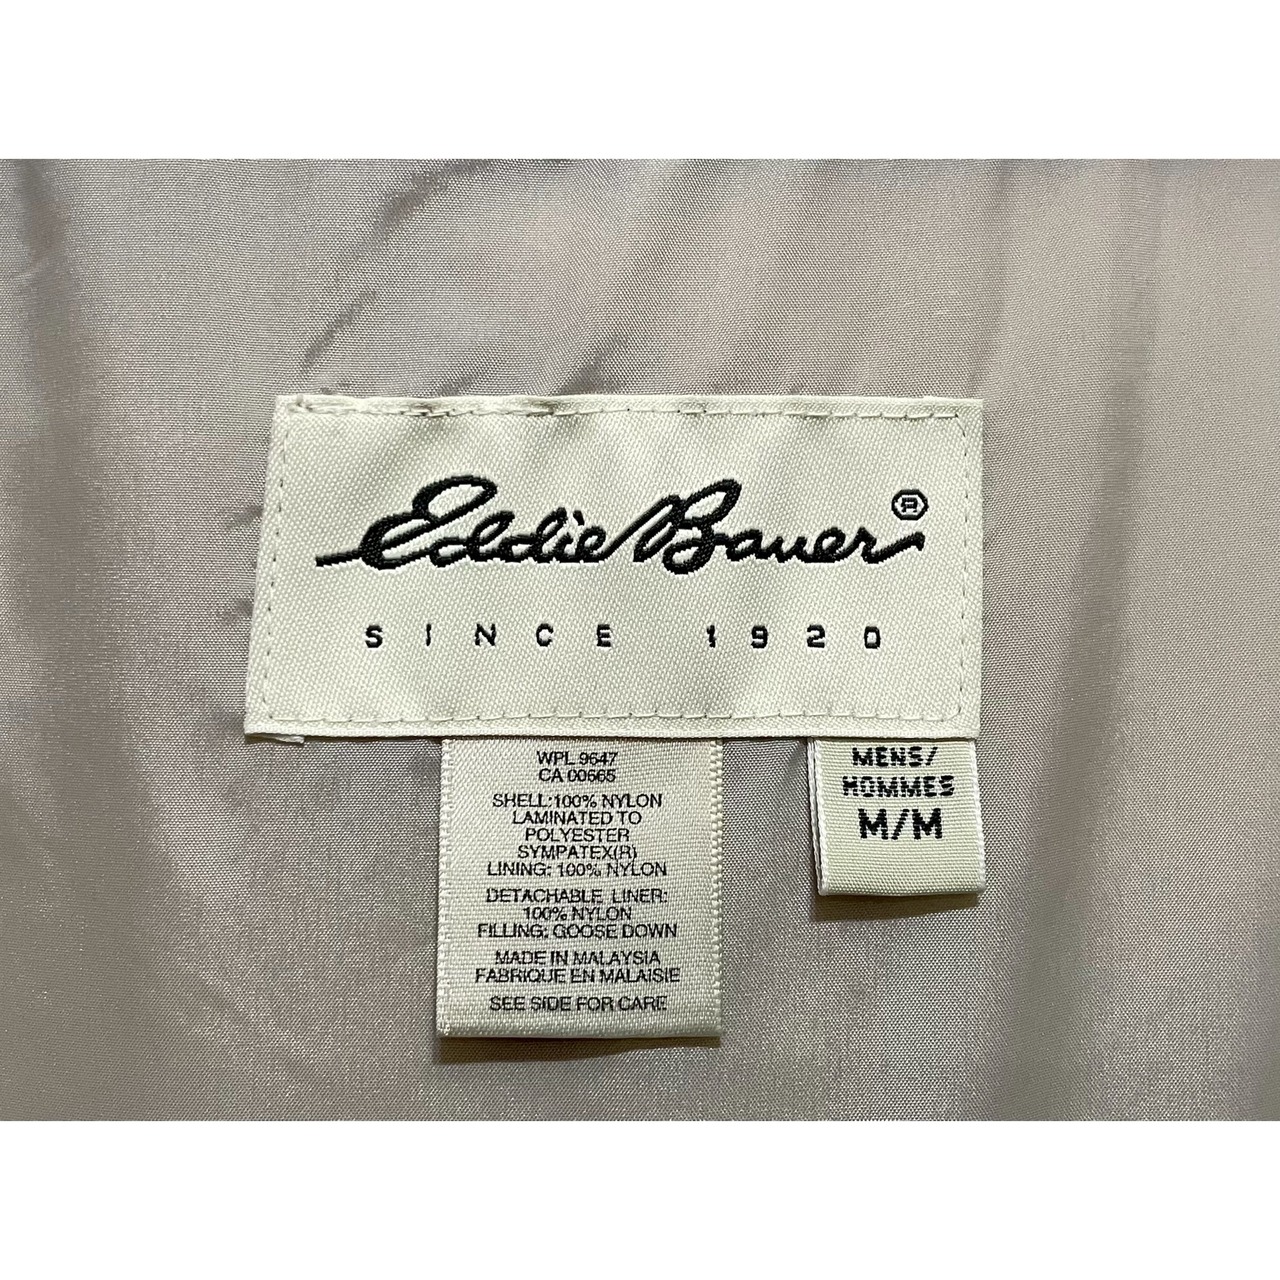 Eddie Bauer®
SINCE 1920
WPL 9647
CA 00665
SHELL:100% NYLON
LAMINATED TO
POLYESTER
SYMPATEX(R)
LINING: 100% NYLON
DETACHABLE LINER:
100% NYLON
FILLING: GOOSE DOWN
MADE IN MALAYSIA
FABRIQUE EN MALAISIE
SEE SIDE FOR CARE
MENS/
HOMMES
M/M